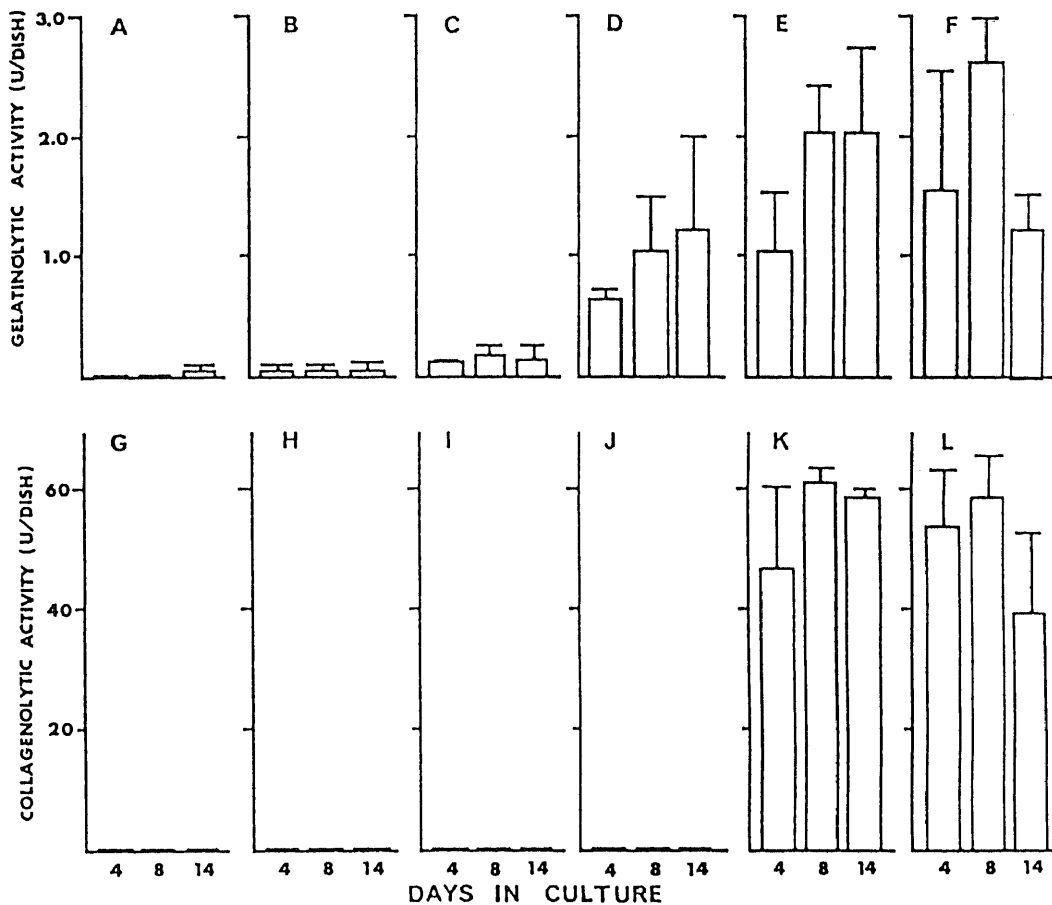 A B C D E F
GELATINOLYTIC ACTIVITY (U/DISH)
3.0
2.0
1.0
G H I J K L
COLLAGENOLYTIC ACTIVITY (U/DISH)
60
40
20
4 8 14 4 8 14 4 8 14 4 8 14 4 8 14 4 8 14
DAYS IN CULTURE